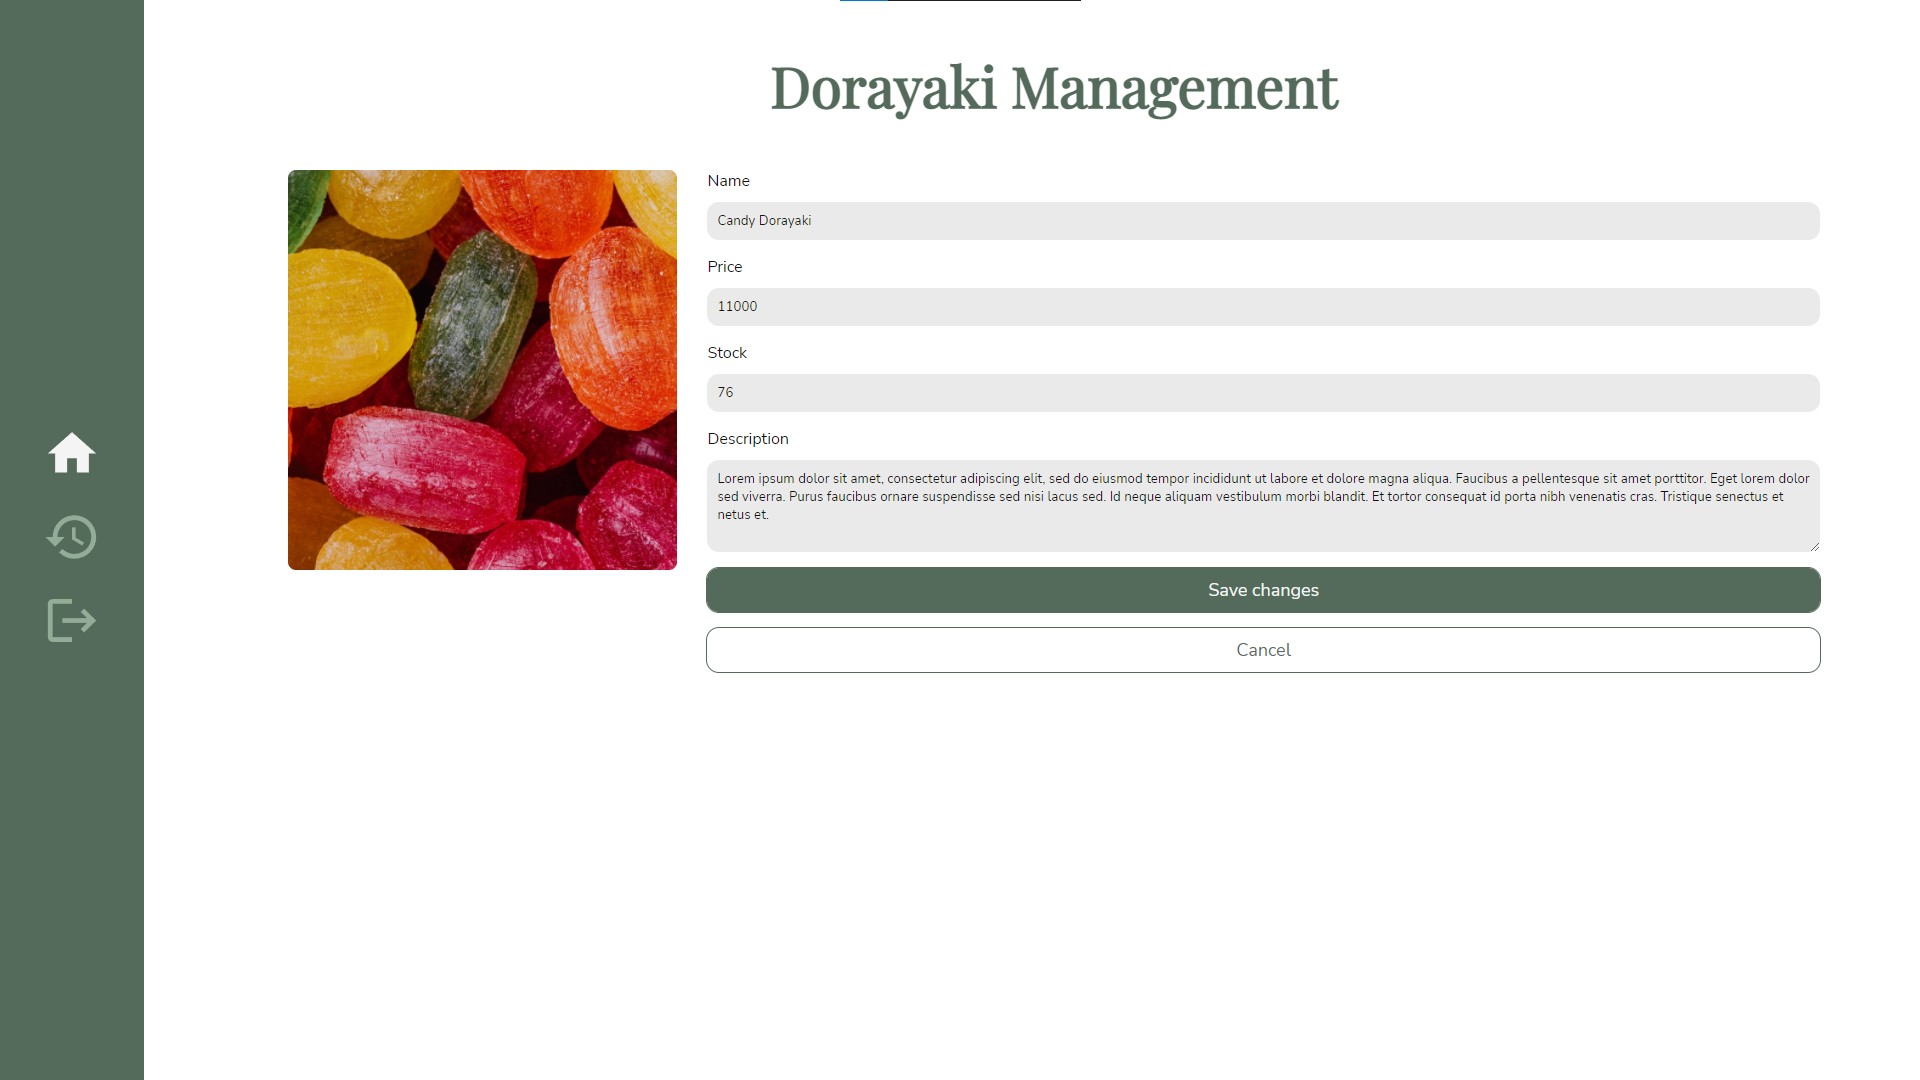 Dorayaki Management
Name
Candy Dorayaki
Price
11000
Stock
76
Description
Lorem ipsum dolor sit amet, consectetur adipiscing elit, sed do eiusmod tempor incididunt ut labore et dolore magna aliqua. Faucibus a pellentesque sit amet porttitor. Eget lorem dolor
sed viverra. Purus faucibus ornare suspendisse sed nisi lacus sed. Id neque aliquam vestibulum morbi blandit. Et tortor consequat id porta nibh venenatis cras. Tristique senectus et
netus et.
Save changes
Cancel